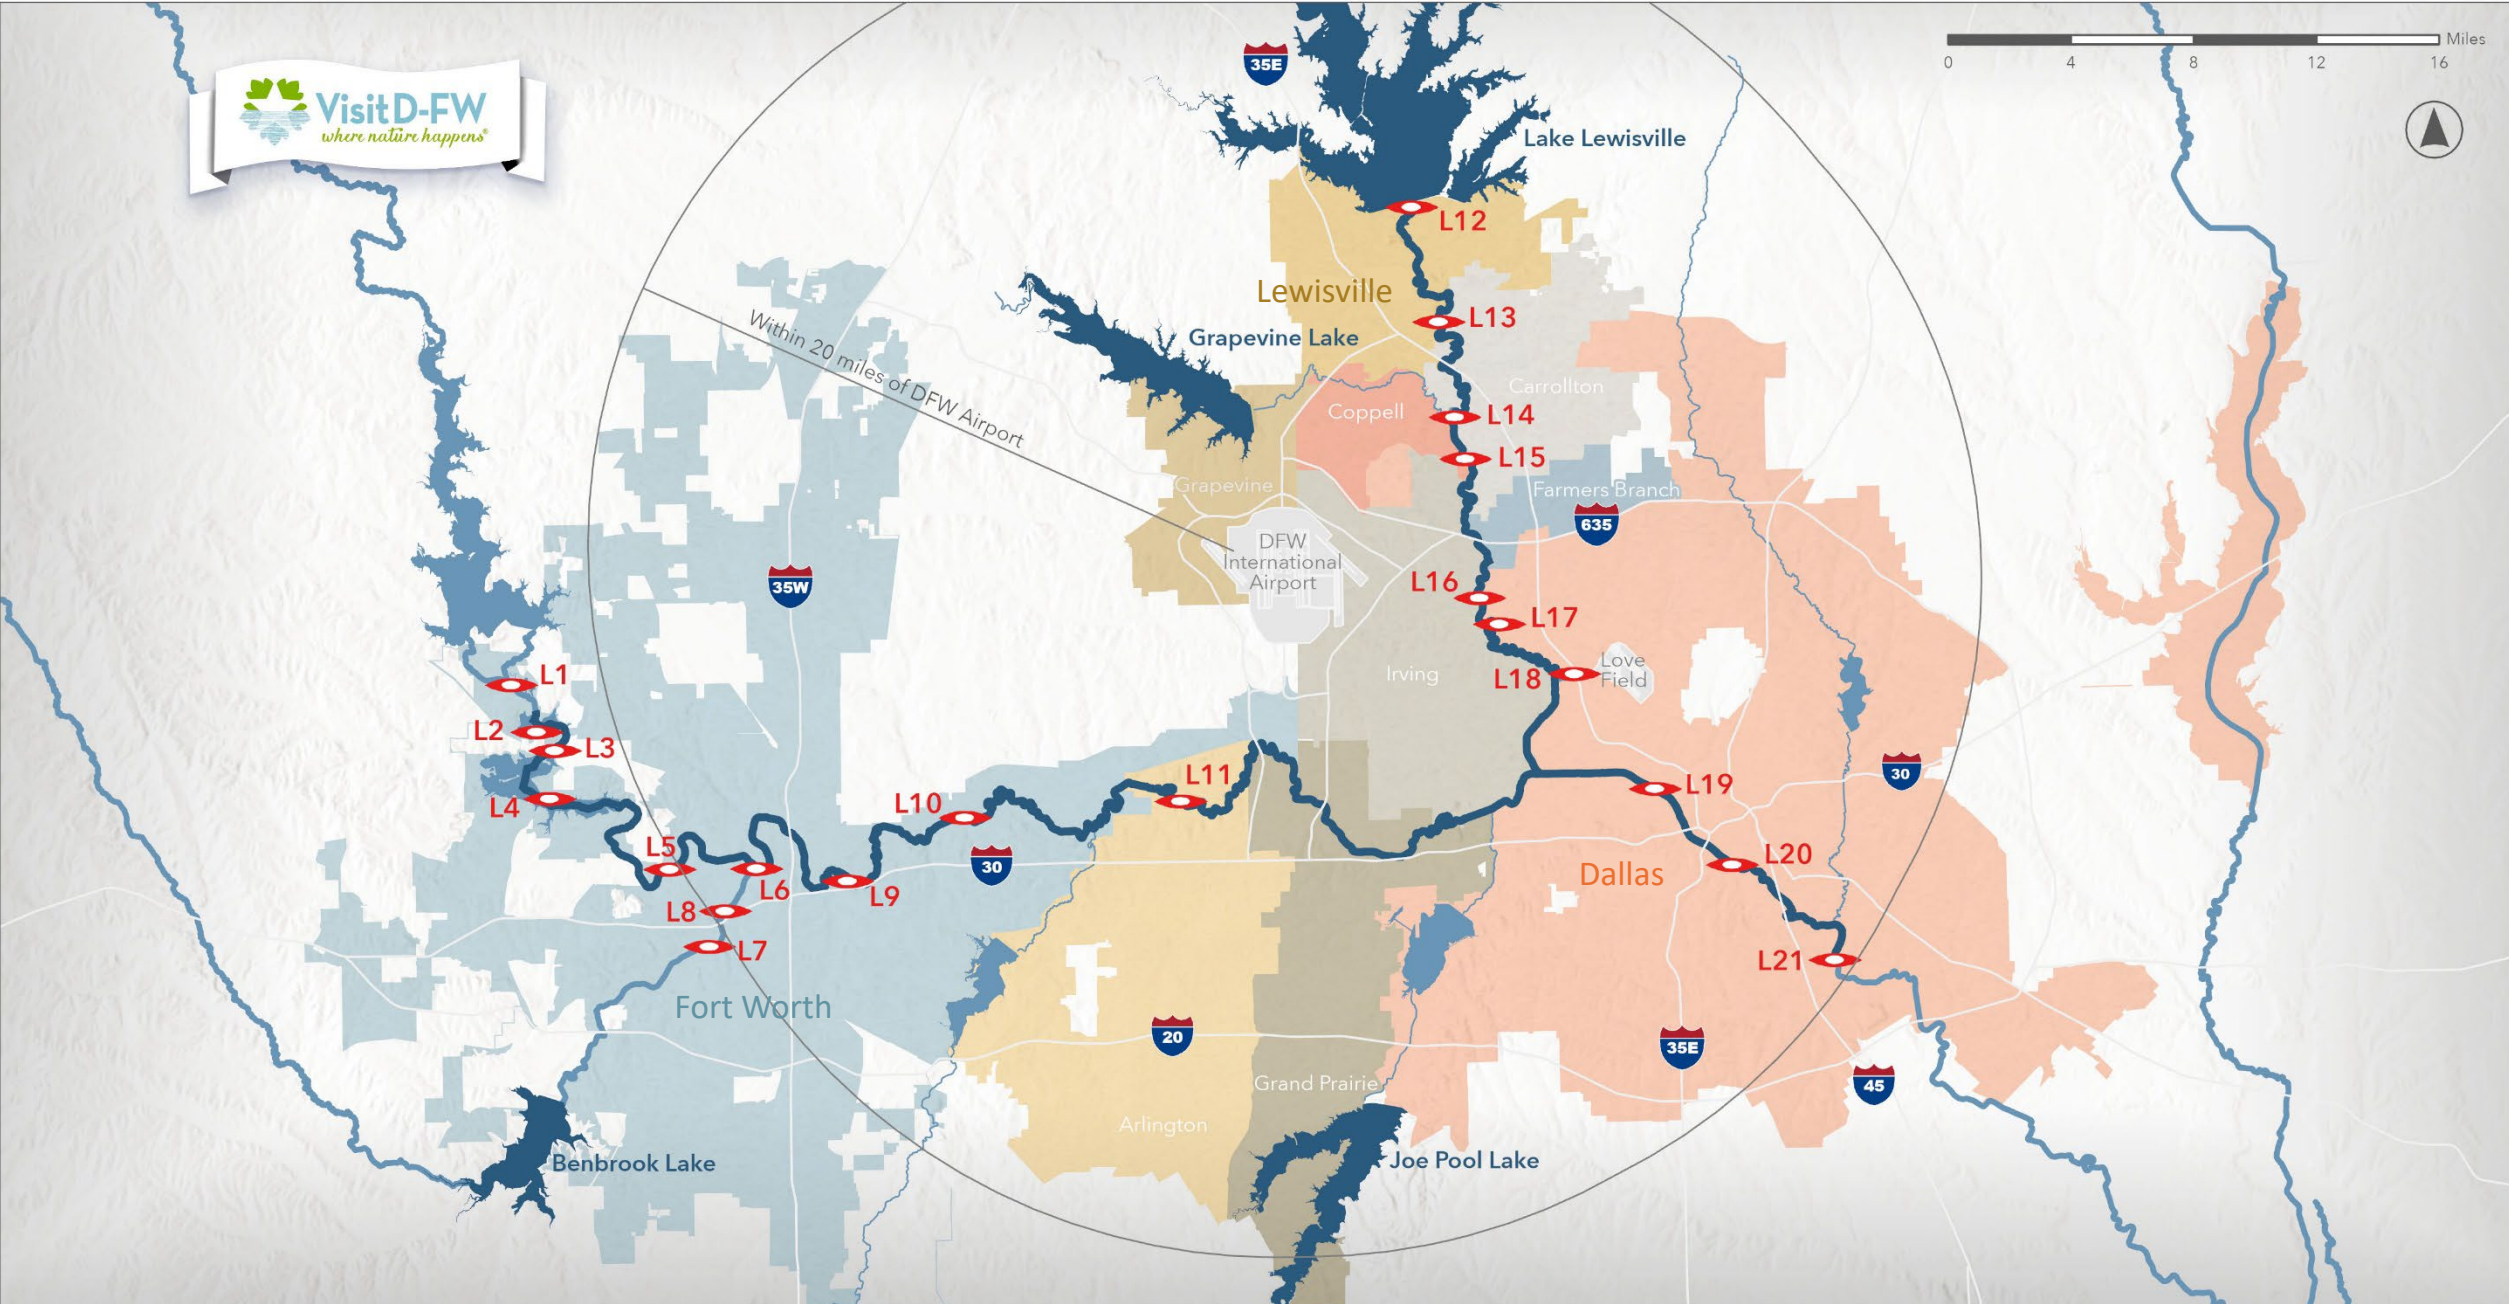 VisitD-FW
where nature happens®
35E
Miles
0 4 8 12 16
Lake Lewisville
L12
Lewisville
L13
Grapevine Lake
Within 20 miles of DFW Airport
Carrollton
Coppell
L14
L15
Grapevine
Farmers Branch
635
DFW
International
Airport
35W
L16
L17
L18
Love
Field
Irving
L1
L2
L3
L4
L5
L6
L7
L8
L9
L10
L11
30
30
L19
L20
Dallas
L21
Fort Worth
20
35E
45
Grand Prairie
Arlington
Benbrook Lake
Joe Pool Lake